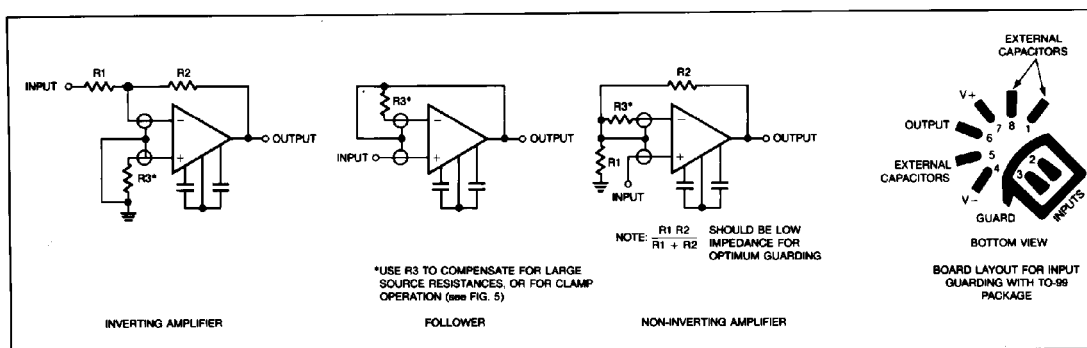 INPUT
R1
R2
R3*
−
+
OUTPUT
INVERTING AMPLIFIER
R3*
−
+
INPUT
OUTPUT
*USE R3 TO COMPENSATE FOR LARGE
SOURCE RESISTANCES, OR FOR CLAMP
OPERATION (see FIG. 5)
FOLLOWER
R2
R3*
R1
−
+
INPUT
OUTPUT
NOTE: R1 R2
R1 + R2
SHOULD BE LOW
IMPEDANCE FOR
OPTIMUM GUARDING
NON-INVERTING AMPLIFIER
EXTERNAL
CAPACITORS
V+
OUTPUT
7
8
1
6
5
4
3
2
EXTERNAL
CAPACITORS
V−
GUARD
INPUTS
BOTTOM VIEW
BOARD LAYOUT FOR INPUT
GUARDING WITH TO-99
PACKAGE